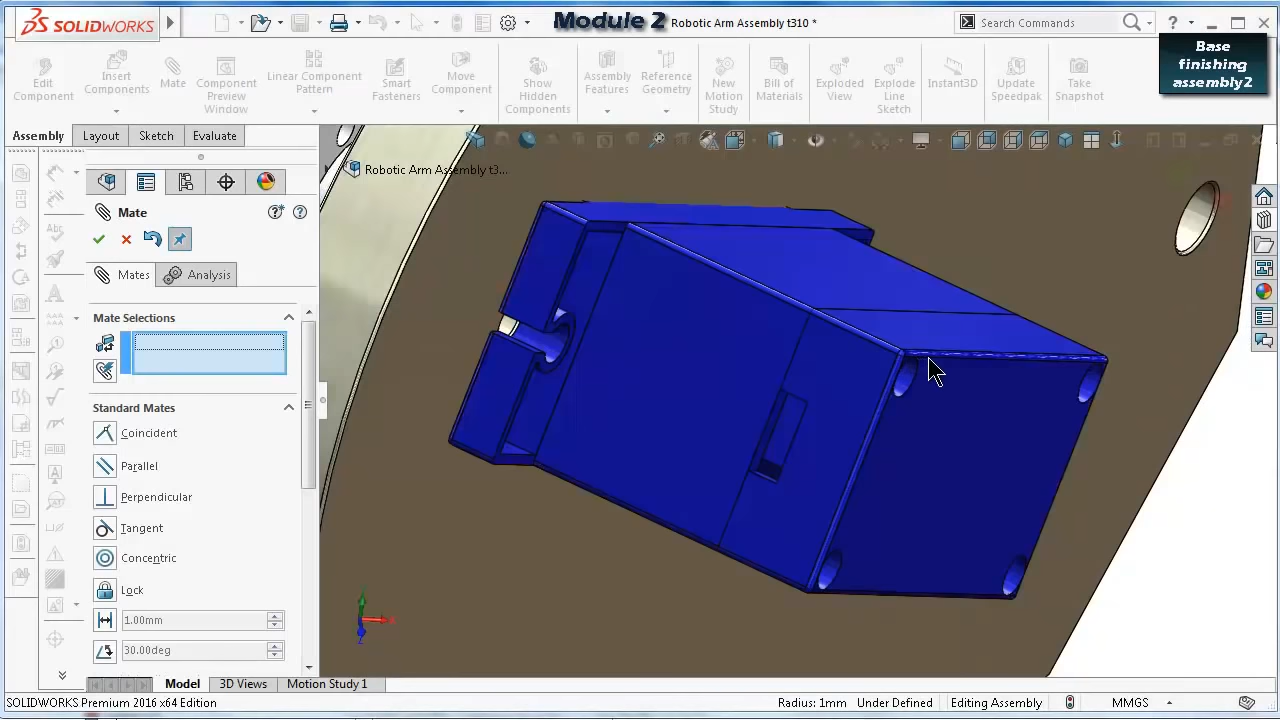 SOLIDWORKS
Module 2
Robotic Arm Assembly t310 *
Search Commands
Base
finishing
assembly2
Edit
Component
Insert
Components
Mate
Component
Preview
Window
Linear Component
Pattern
Smart
Fasteners
Move
Component
Show
Hidden
Components
Assembly
Features
Reference
Geometry
New
Motion
Study
Bill of
Materials
Exploded
View
Explode
Line
Sketch
Instant3D
Update
Speedpak
Take
Snapshot
Assembly
Layout
Sketch
Evaluate
Robotic Arm Assembly t3...
Mate
Mates
Analysis
Mate Selections
Standard Mates
Coincident
Parallel
Perpendicular
Tangent
Concentric
Lock
1.00mm
30.00deg
Model
3D Views
Motion Study 1
SOLIDWORKS Premium 2016 x64 Edition
Radius: 1mm
Under Defined
Editing Assembly
MMGS